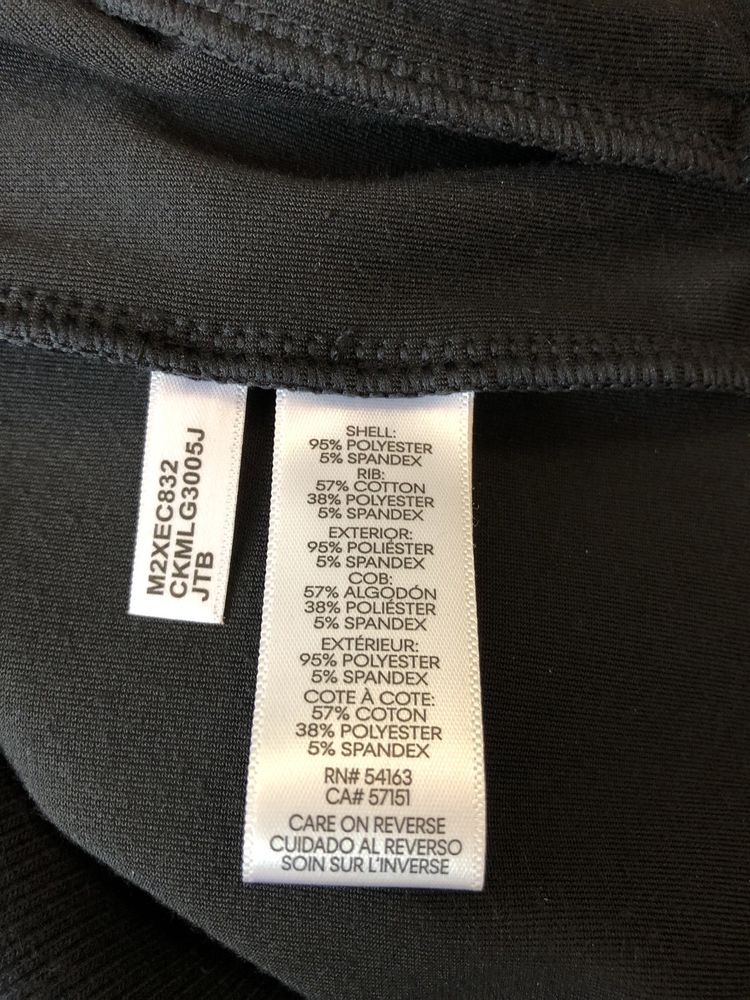 M2XEC832
CKMLG3005J
JTB
SHELL:
95% POLYESTER
5% SPANDEX
RIB:
57% COTTON
38% POLYESTER
5% SPANDEX
EXTERIOR:
95% POLIÉSTER
5% SPANDEX
COB:
57% ALGODÓN
38% POLIÉSTER
5% SPANDEX
EXTÉRIEUR:
95% POLYESTER
5% SPANDEX
COTE À COTE:
57% COTON
38% POLYESTER
5% SPANDEX
RN# 54163
CA# 57151
CARE ON REVERSE
CUIDADO AL REVERSO
SOIN SUR L'INVERSE